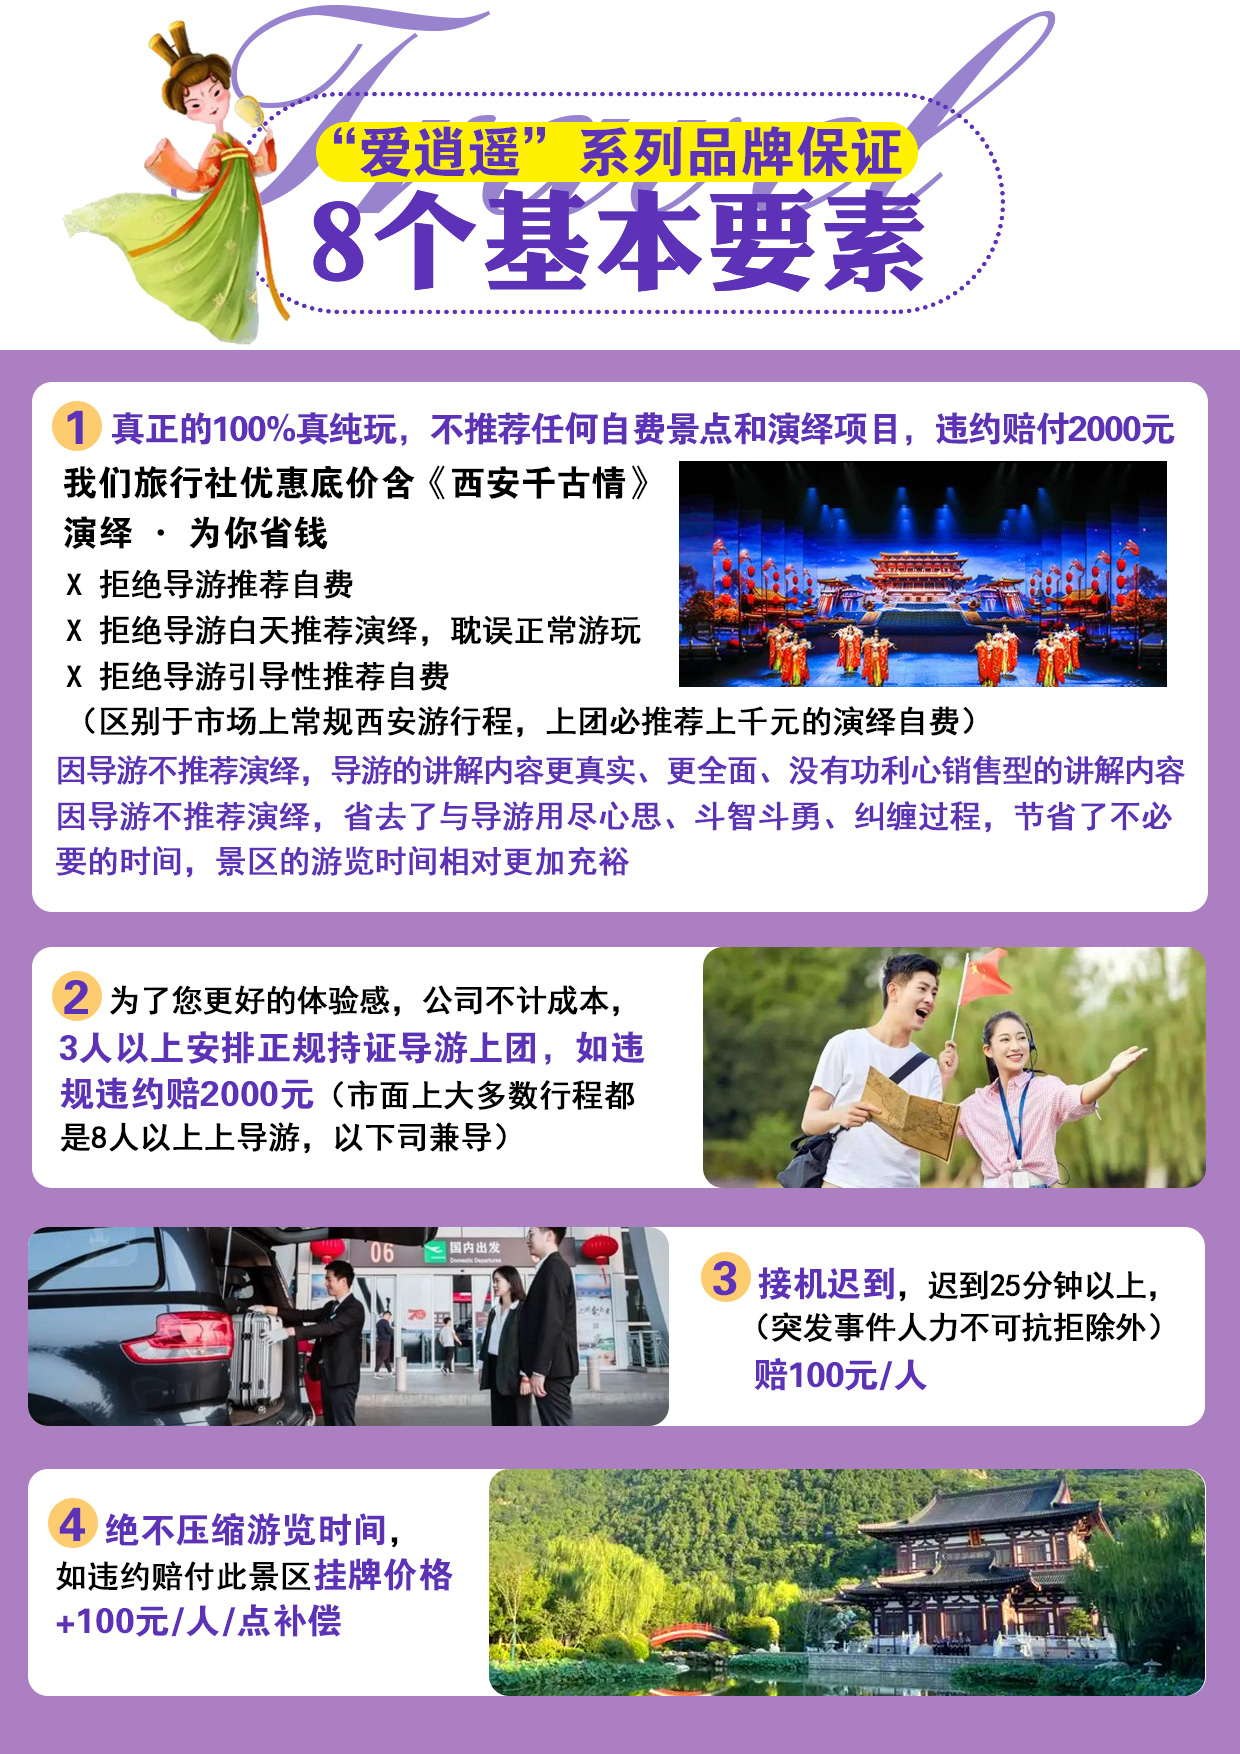 Travel
“爱逍遥”系列品牌保证
8个基本要素
1 真正的100%真纯玩，不推荐任何自费景点和演绎项目，违约赔付2000元
我们旅行社优惠底价含《西安千古情》
演绎 · 为你省钱
X 拒绝导游推荐自费
X 拒绝导游白天推荐演绎，耽误正常游玩
X 拒绝导游引导性推荐自费
（区别于市场上常规西安游行程，上团必推荐上千元的演绎自费）
因导游不推荐演绎，导游的讲解内容更真实、更全面、没有功利心销售型的讲解内容
因导游不推荐演绎，省去了与导游用尽心思、斗智斗勇、纠缠过程，节省了不必
要的时间，景区的游览时间相对更加充裕
2 为了您更好的体验感，公司不计成本，
3人以上安排正规持证导游上团，如违
规违约赔2000元（市面上大多数行程都
是8人以上上导游，以下司兼导）
06 国内出发
Domestic Departures
70
3 接机迟到，迟到25分钟以上，
（突发事件人力不可抗拒除外）
赔100元/人
4 绝不压缩游览时间，
如违约赔付此景区挂牌价格
+100元/人/点补偿